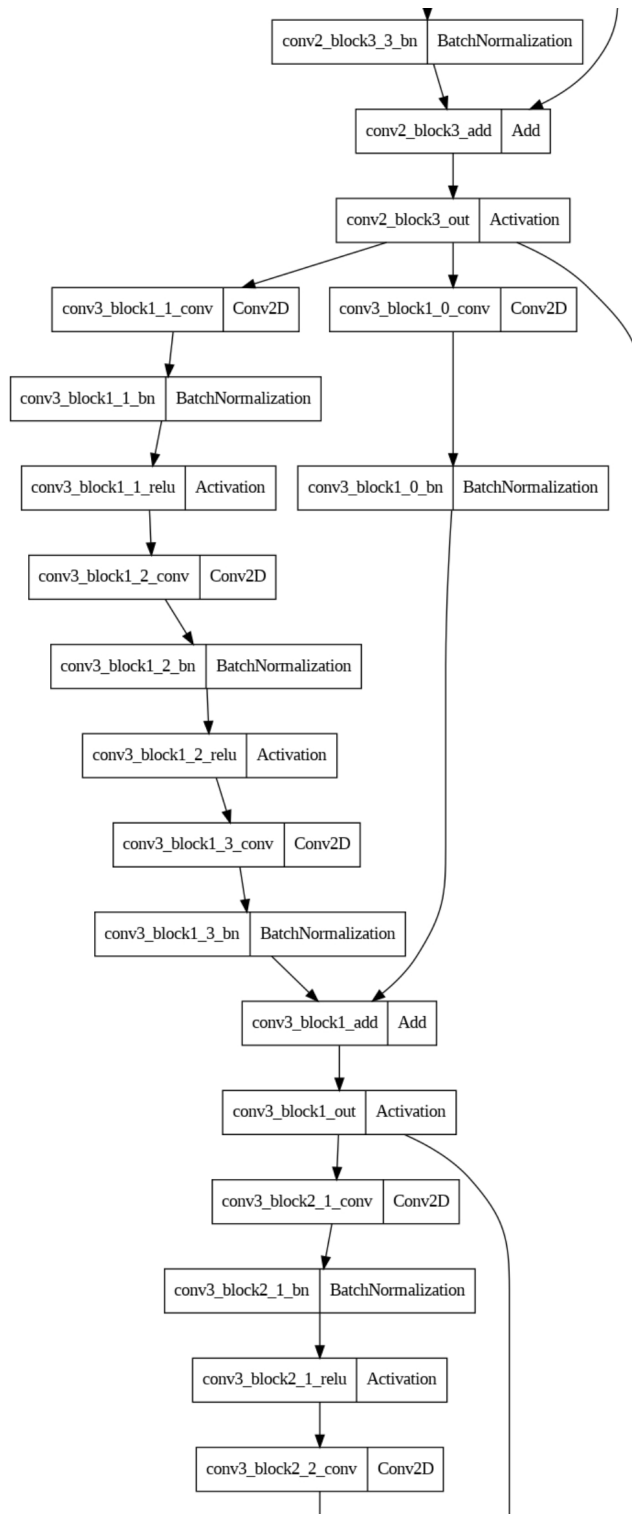 conv2_block3_3_bn BatchNormalization
conv2_block3_add Add
conv2_block3_out Activation
conv3_block1_1_conv Conv2D conv3_block1_0_conv Conv2D
conv3_block1_1_bn BatchNormalization
conv3_block1_1_relu Activation conv3_block1_0_bn BatchNormalization
conv3_block1_2_conv Conv2D
conv3_block1_2_bn BatchNormalization
conv3_block1_2_relu Activation
conv3_block1_3_conv Conv2D
conv3_block1_3_bn BatchNormalization
conv3_block1_add Add
conv3_block1_out Activation
conv3_block2_1_conv Conv2D
conv3_block2_1_bn BatchNormalization
conv3_block2_1_relu Activation
conv3_block2_2_conv Conv2D